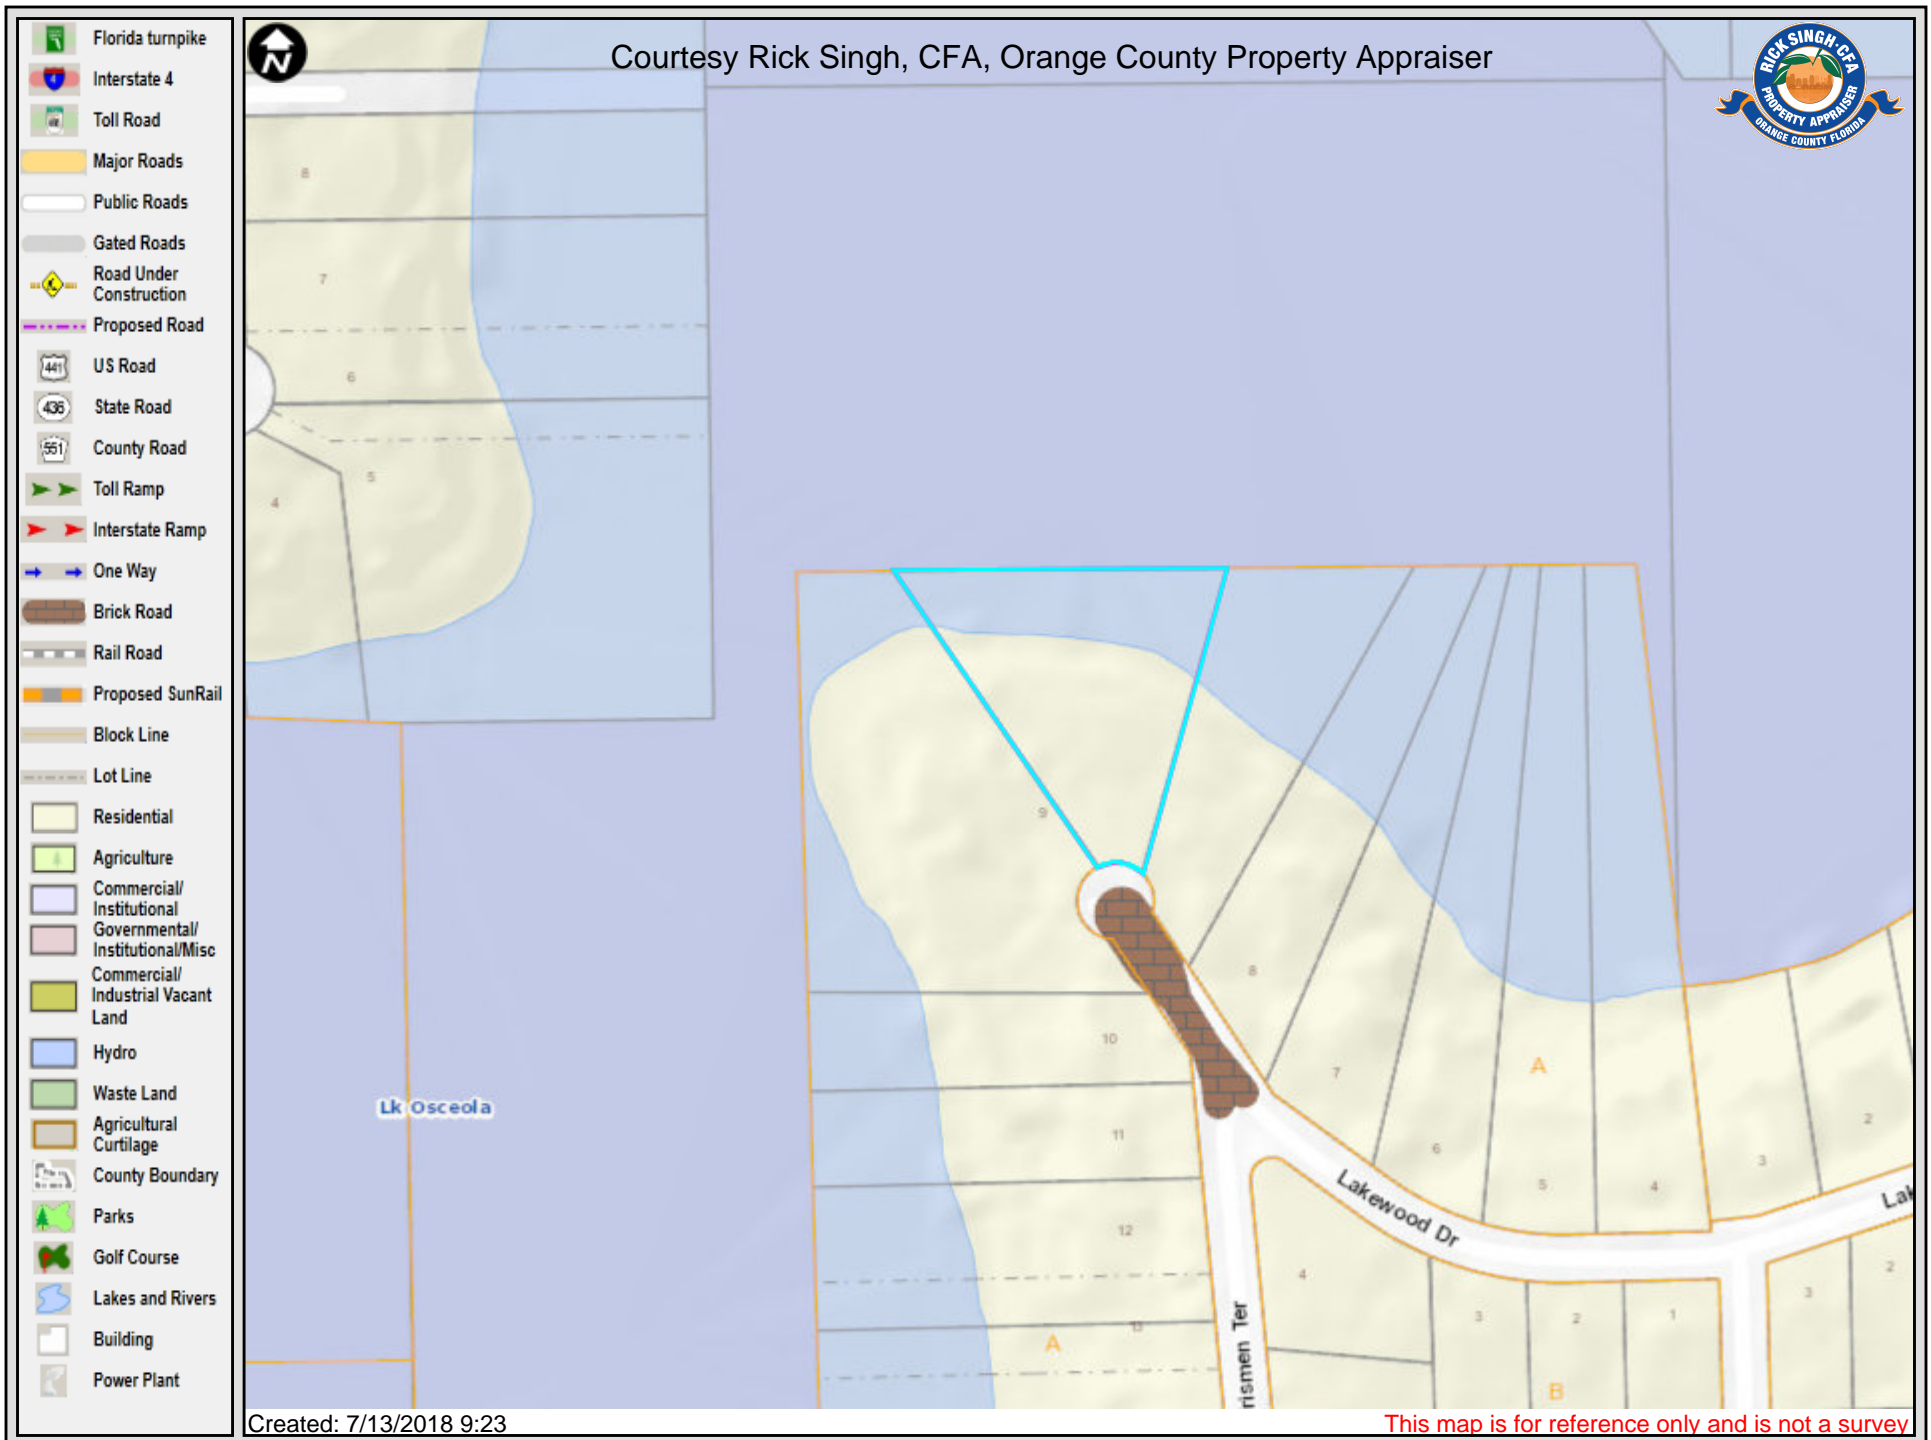 Florida turnpike
Interstate 4
Toll Road
Major Roads
Public Roads
Gated Roads
Road Under
Construction
Proposed Road
441
US Road
436
State Road
551
County Road
Toll Ramp
Interstate Ramp
One Way
Brick Road
Rail Road
Proposed SunRail
Block Line
Lot Line
Residential
Agriculture
Commercial/
Institutional
Governmental/
Institutional/Misc
Commercial/
Industrial Vacant
Land
Hydro
Waste Land
Agricultural
Curtilage
County Boundary
Parks
Golf Course
Lakes and Rivers
Building
Power Plant
N
Courtesy Rick Singh, CFA, Orange County Property Appraiser
RICK SINGH, CFA
PROPERTY APPRAISER
ORANGE COUNTY FLORIDA
8
7
6
5
4
9
8
10
7
A
Lk Osceola
11
2
6
3
5
4
12
Lakewood Dr
Lak
4
2
3
3
2
1
13
A
rismen Ter
B
Created: 7/13/2018 9:23
This map is for reference only and is not a survey